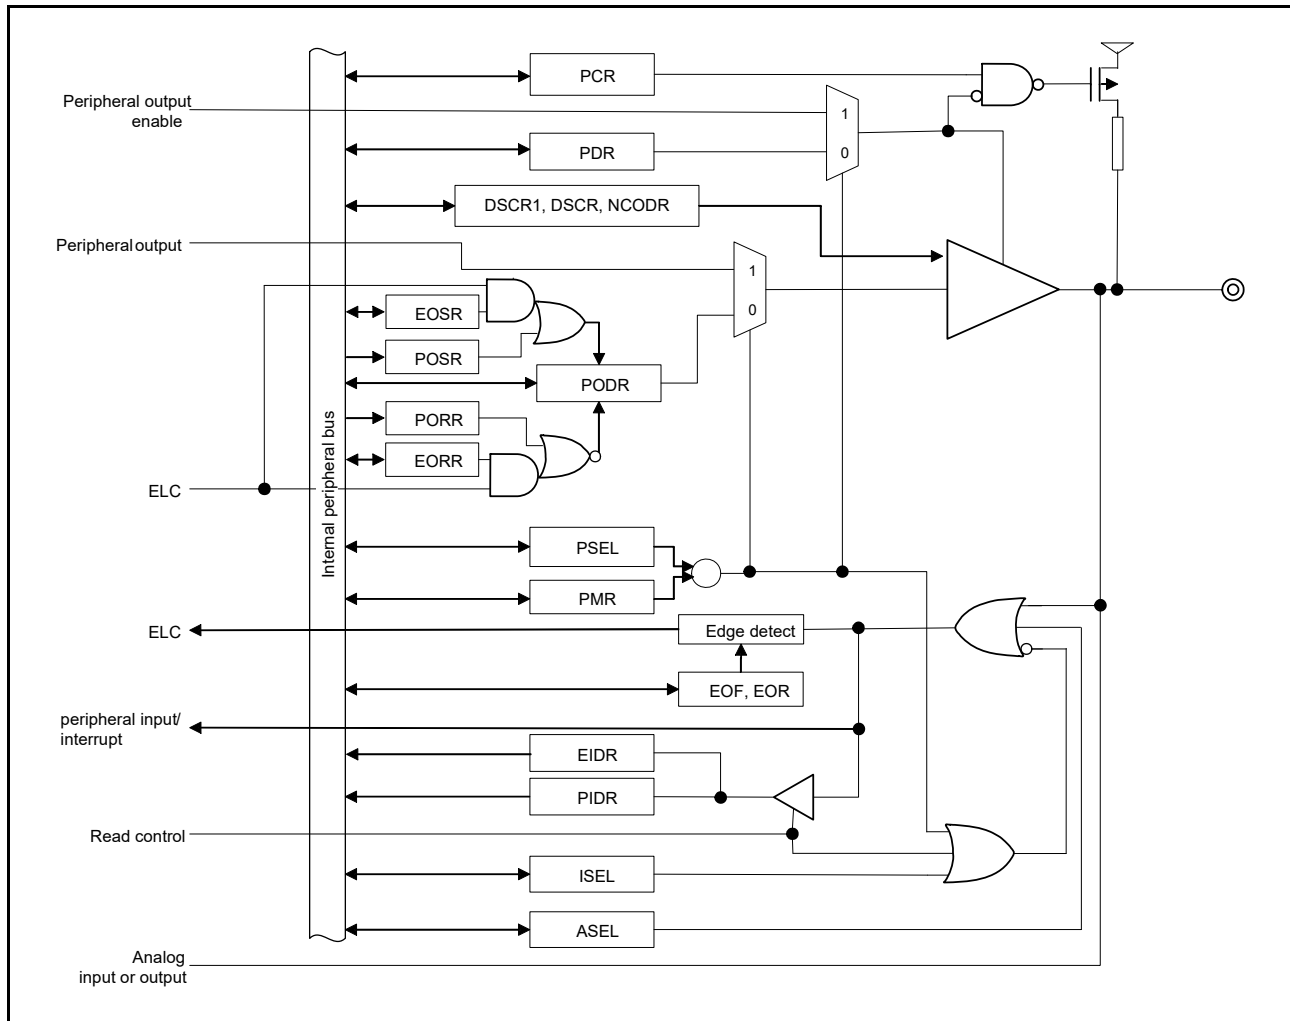 PCR
Peripheral output
enable
1
0
PDR
DSCR1, DSCR, NCODR
Peripheral output
1
0
EOSR
POSR
PODR
PORR
EORR
Internal peripheral bus
ELC
PSEL
PMR
ELC
Edge detect
EOF, EOR
peripheral input/
interrupt
EIDR
PIDR
Read control
ISEL
ASEL
Analog
input or output